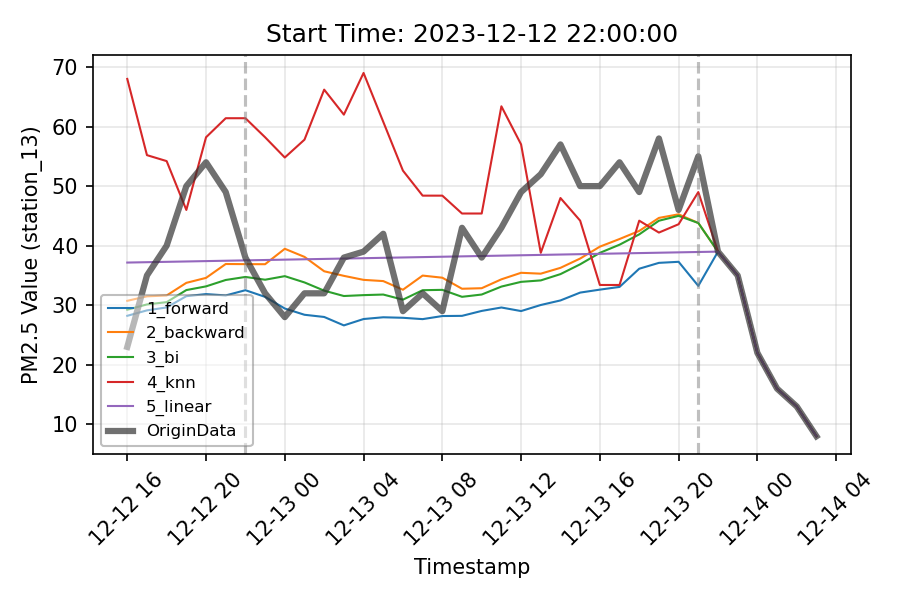 Start Time: 2023-12-12 22:00:00
PM2.5 Value (station_13)
70
60
50
40
30
20
10
1_forward
2_backward
3_bi
4_knn
5_linear
OriginData
12-12 16
12-12 20
12-13 00
12-13 04
12-13 08
12-13 12
12-13 16
12-13 20
12-14 00
12-14 04
Timestamp